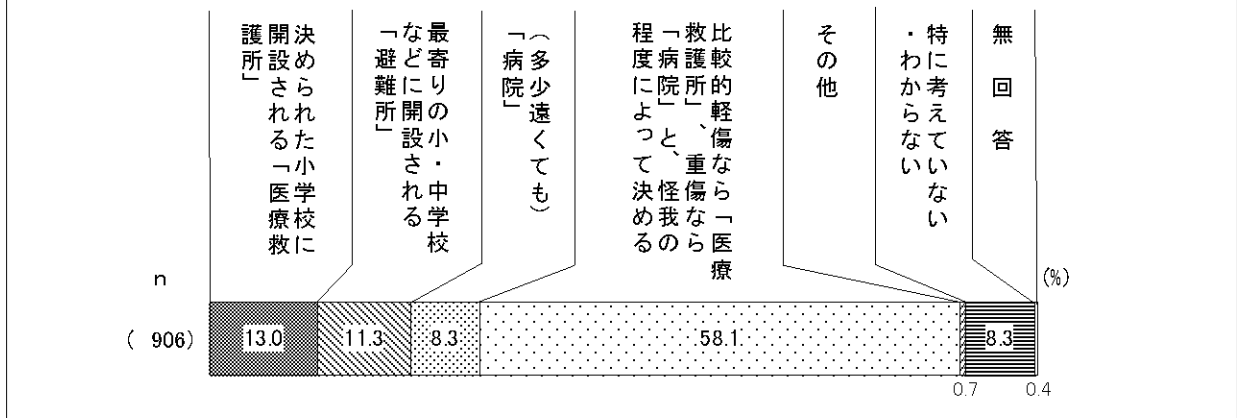 決められた小学校に
開設される「医療救
護所」
最寄りの小・中学校
などに開設される
「避難所」
（多少遠くても）
「病院」
比較的軽傷なら「医療
救護所」、重傷なら
「病院」と、怪我の
程度によって決める
その他
特に考えていない
・わからない
無回答
(%)
n
( 906)
13.0
11.3
8.3
58.1
8.3
0.7
0.4